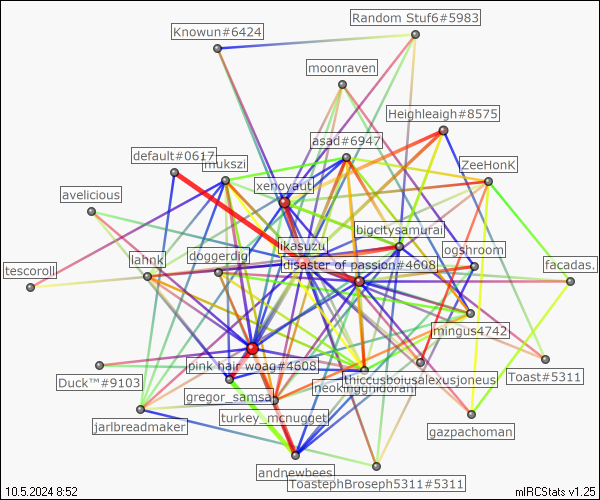 Random Stuf6#5983
Knowun#6424
moonraven
Heighleaigh#8575
asad#6947
default#0617
mukszi
ZeeHonK
xenoyaut
avelicious
bigcitysamurai
ikasuzu
ogshroom
doggerdig
lahnk
disaster of passion#4608
facadas.
tescoroll
mingus4742
pink hair woag#4608
Toast#5311
thiccusboiusalexusjoneus
Duck™#9103
neokingghidorah
gregor_samsa
turkey_mcnugget
jarlbreadmaker
gazpachoman
andnewbees
ToastephBroseph5311#5311
10.5.2024 8:52
mIRCStats v1.25